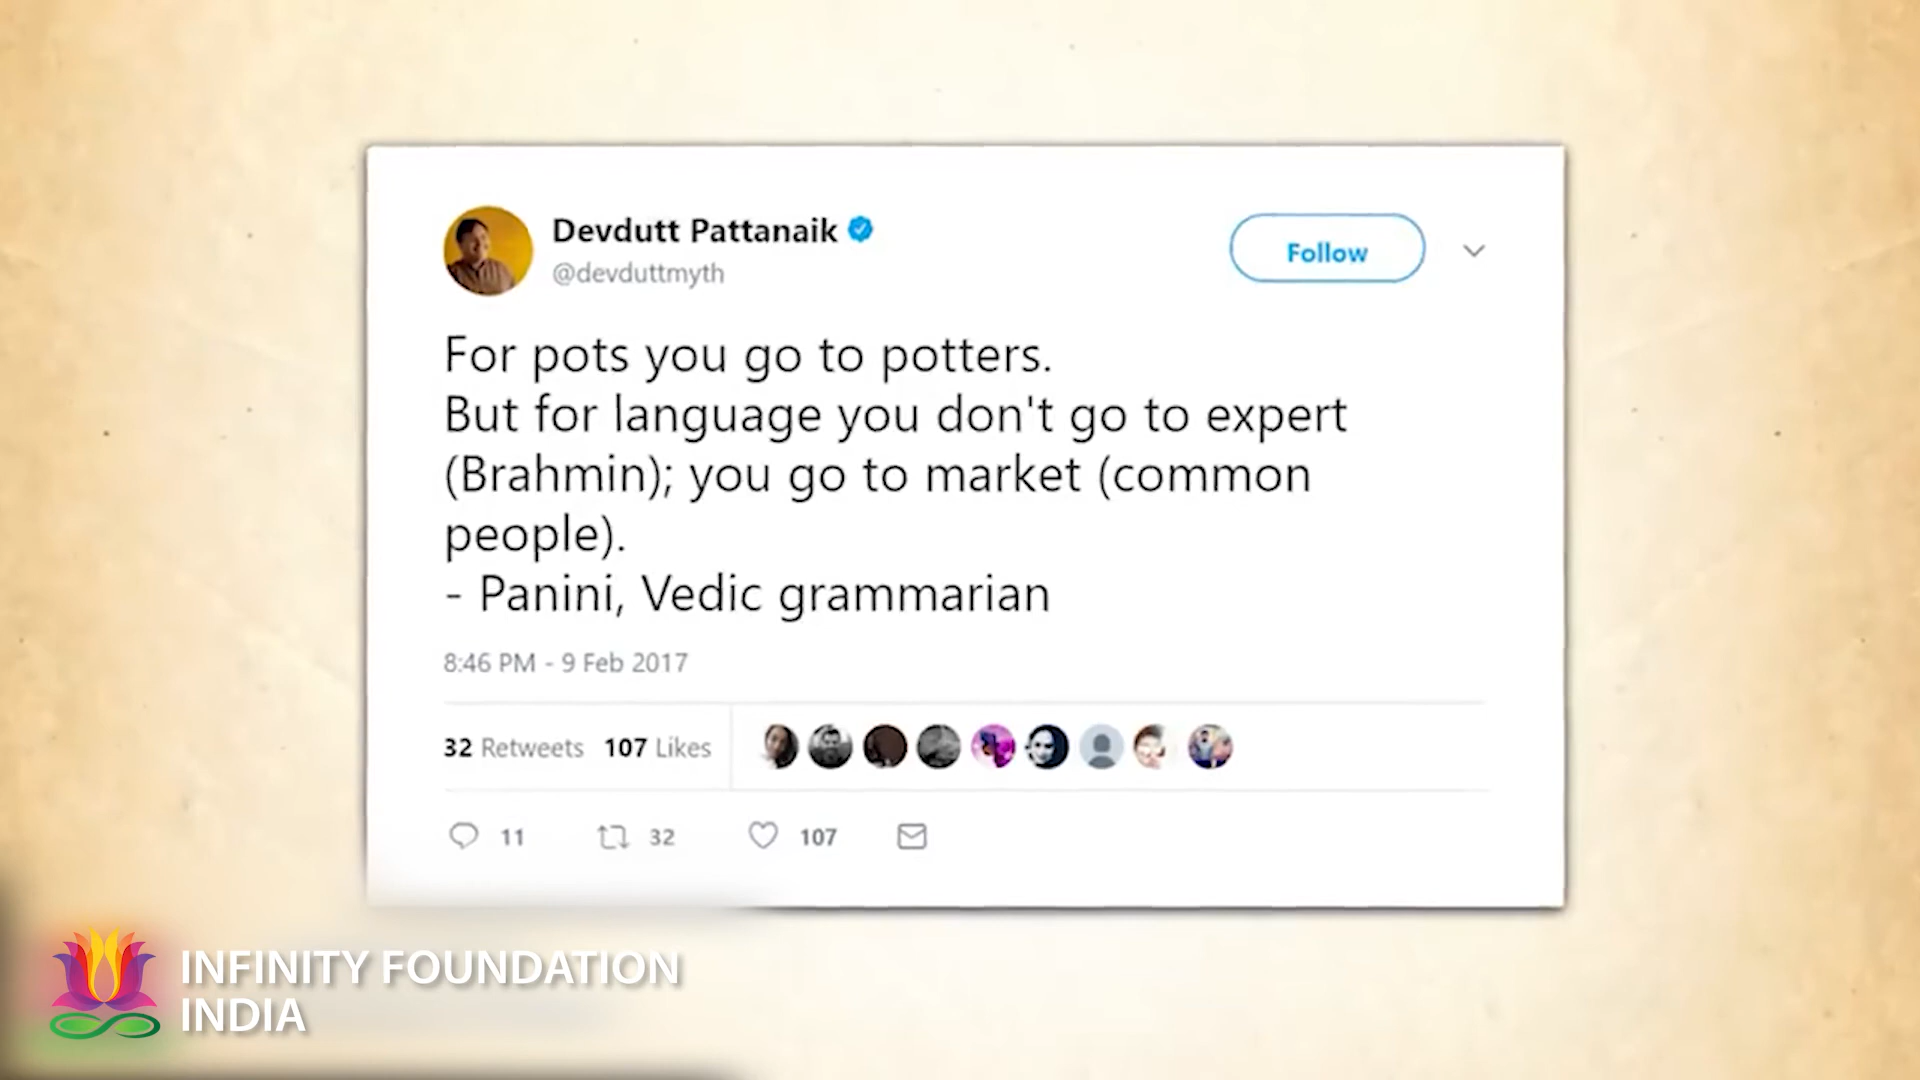 Devdutt Pattanaik
@devduttmyth
Follow
For pots you go to potters.
But for language you don't go to expert
(Brahmin); you go to market (common
people).
- Panini, Vedic grammarian
8:46 PM - 9 Feb 2017
32 Retweets 107 Likes
11 32 107
INFINITY FOUNDATION
INDIA